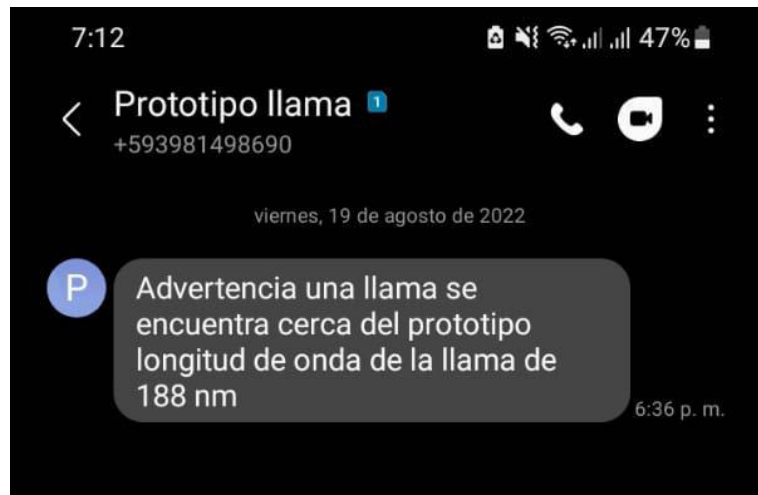 7:12 47%
Prototipo llama 1
+593981498690
viernes, 19 de agosto de 2022
P
Advertencia una llama se
encuentra cerca del prototipo
longitud de onda de la llama de
188 nm
6:36 p. m.